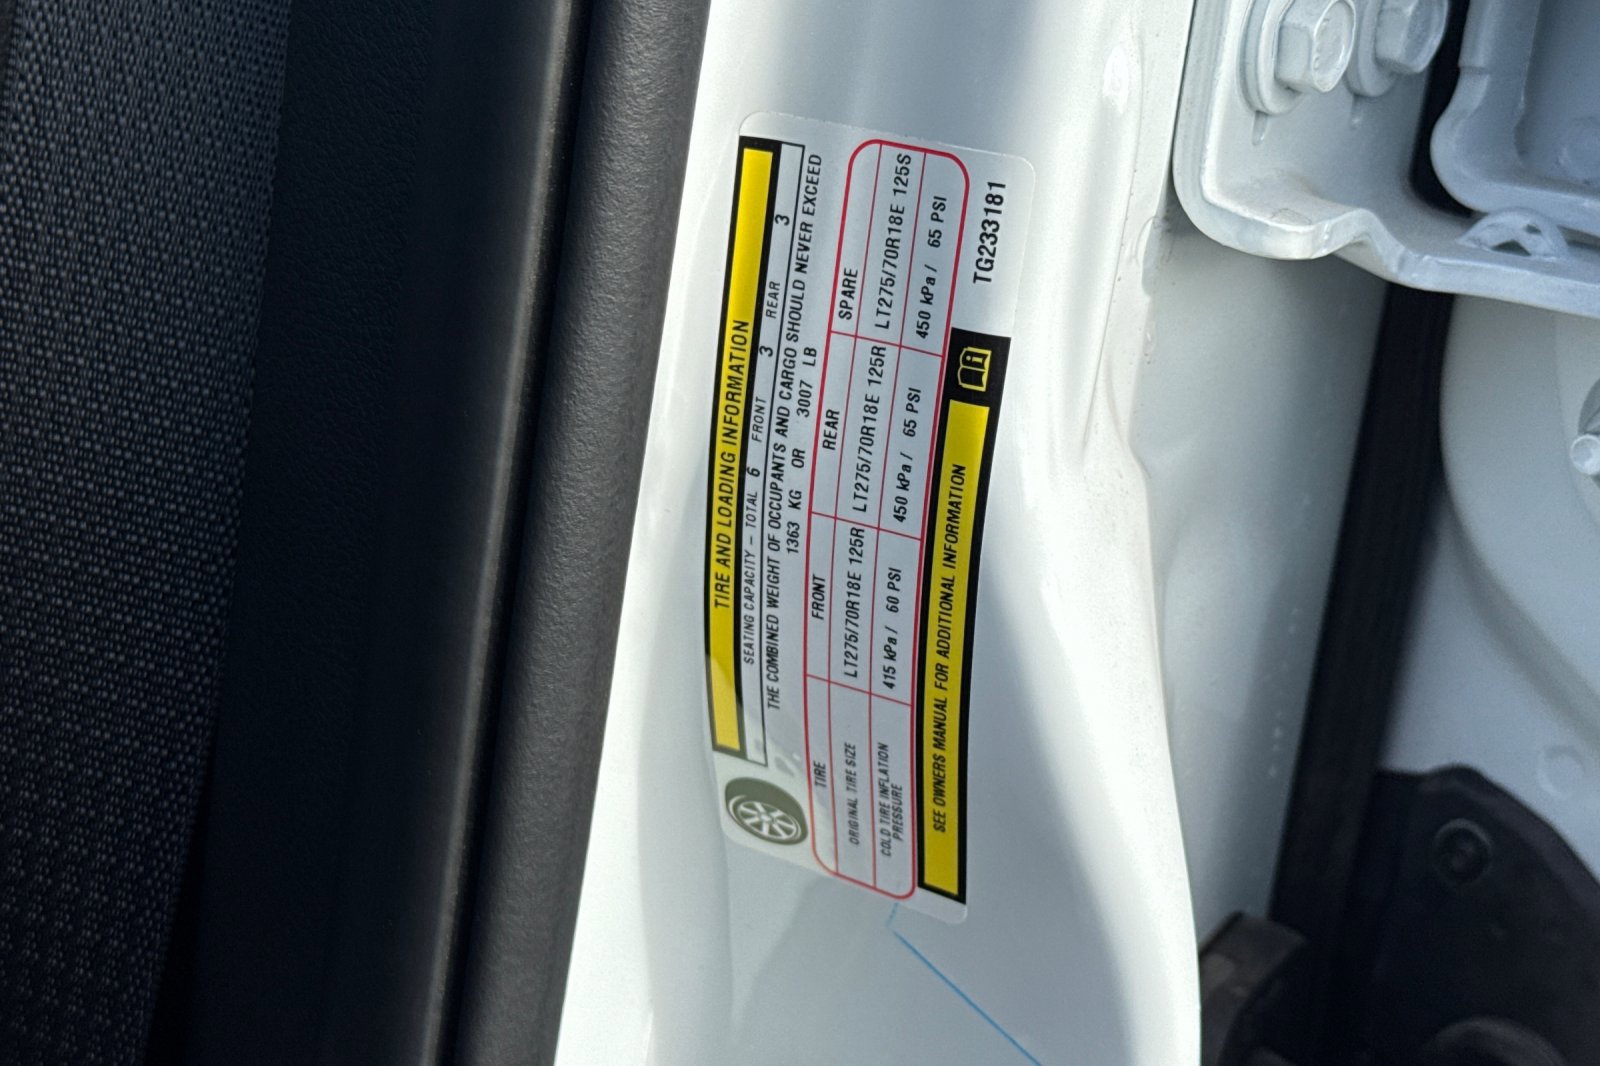 TIRE AND LOADING INFORMATION
SEATING CAPACITY – TOTAL 6 FRONT 3 REAR 3
THE COMBINED WEIGHT OF OCCUPANTS AND CARGO SHOULD NEVER EXCEED
1363 KG OR 3007 LB
TIRE FRONT REAR SPARE
ORIGINAL TIRE SIZE LT275/70R18E 125R LT275/70R18E 125R LT275/70R18E 125S
COLD TIRE INFLATION
PRESSURE 415 kPa / 60 PSI 450 kPa / 65 PSI 450 kPa / 65 PSI
SEE OWNERS MANUAL FOR ADDITIONAL INFORMATION
TG233181